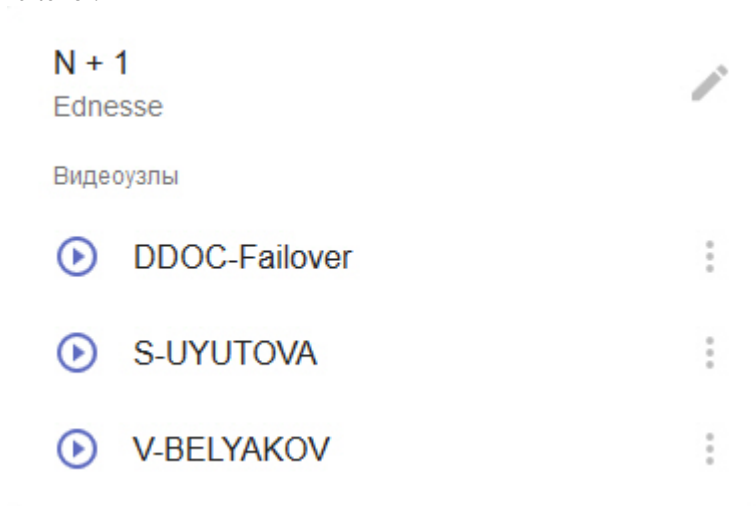 N + 1
Ednesse
Видеоузлы
DDOC-Failover
S-UYUTOVA
V-BELYAKOV